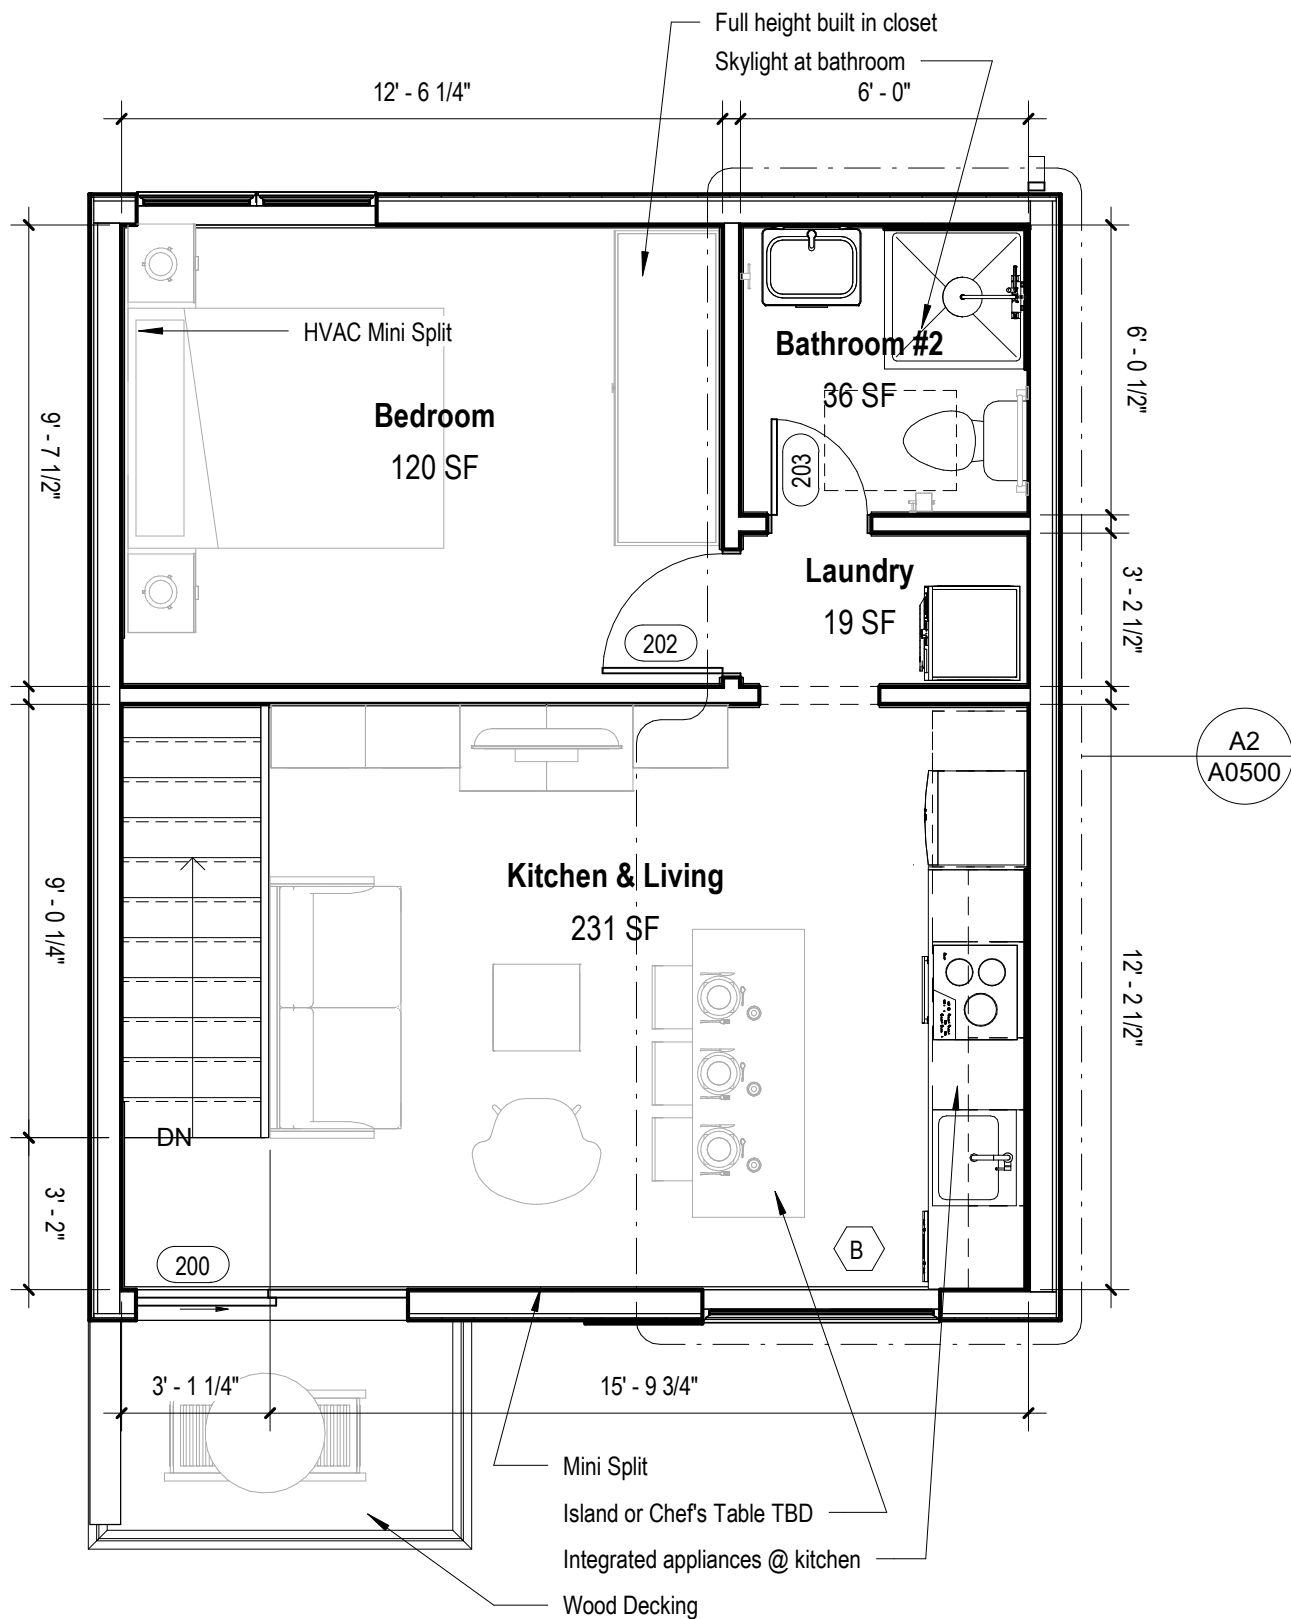 Full height built in closet
Skylight at bathroom
12' - 6 1/4"
6' - 0"
HVAC Mini Split
Bathroom #2
36 SF
6' - 0 1/2"
Bedroom
120 SF
9' - 7 1/2"
203
Laundry
19 SF
3' - 2 1/2"
202
A2
A0500
Kitchen & Living
231 SF
9' - 0 1/4"
12' - 2 1/2"
DN
3' - 2"
200
B
3' - 1 1/4"
15' - 9 3/4"
Mini Split
Island or Chef's Table TBD
Integrated appliances @ kitchen
Wood Decking